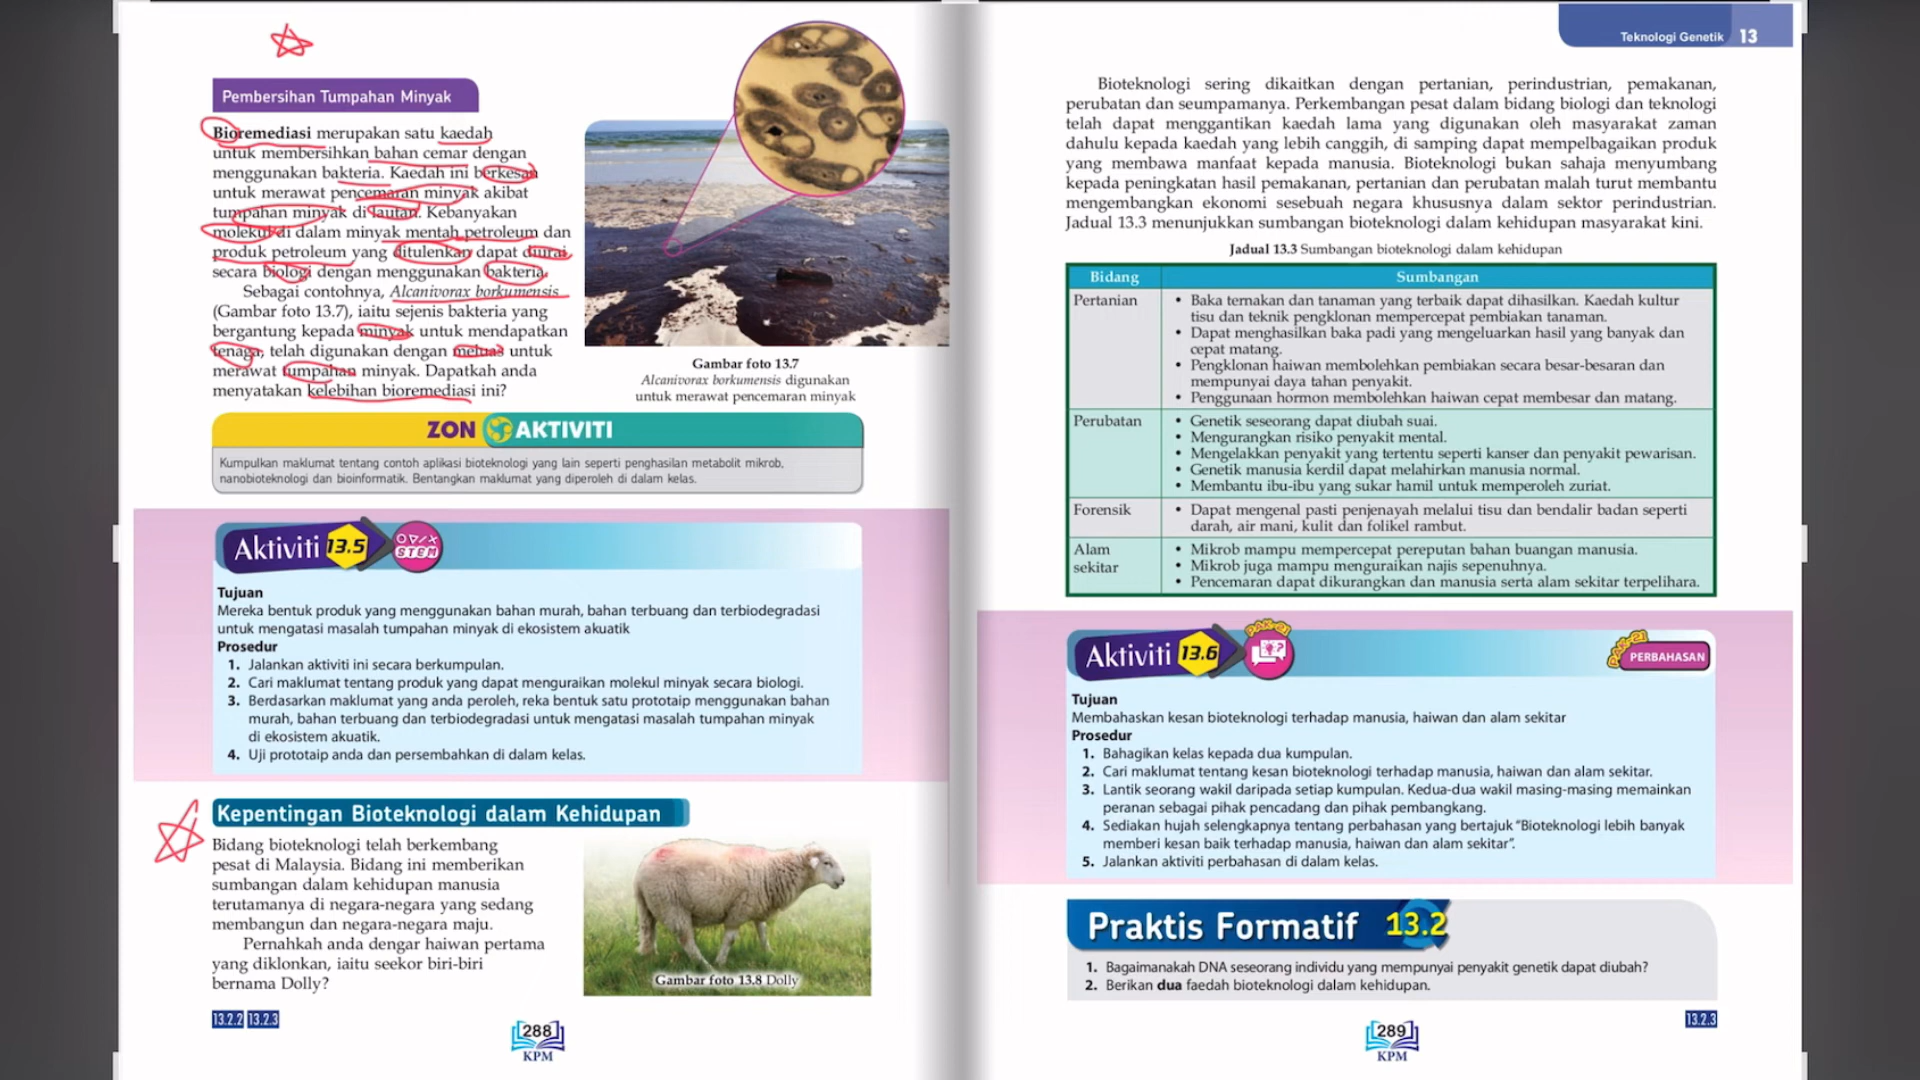 Pembersihan Tumpahan Minyak
Bioremediasi merupakan satu kaedah
untuk membersihkan bahan cemar dengan
menggunakan bakteria. Kaedah ini berkesan
untuk merawat pencemaran minyak akibat
tumpahan minyak di lautan. Kebanyakan
molekul di dalam minyak mentah petroleum dan
produk petroleum yang ditulenkan dapat diurai
secara biologi dengan menggunakan bakteria.
Sebagai contohnya, Alcanivorax borkumensis
(Gambar foto 13.7), iaitu sejenis bakteria yang
bergantung kepada minyak untuk mendapatkan
tenaga, telah digunakan dengan meluas untuk
merawat tumpahan minyak. Dapatkah anda
menyatakan kelebihan bioremediasi ini?
Gambar foto 13.7
Alcanivorax borkumensis digunakan
untuk merawat pencemaran minyak
ZON AKTIVITI
Kumpulkan maklumat tentang contoh aplikasi bioteknologi yang lain seperti penghasilan metabolit mikrob,
nanobioteknologi dan bioinformatik. Bentangkan maklumat yang diperoleh di dalam kelas.
Aktiviti 13.5 STEM
Tujuan
Mereka bentuk produk yang menggunakan bahan murah, bahan terbuang dan terbiodegradasi
untuk mengatasi masalah tumpahan minyak di ekosistem akuatik
Prosedur
1. Jalankan aktiviti ini secara berkumpulan.
2. Cari maklumat tentang produk yang dapat menguraikan molekul minyak secara biologi.
3. Berdasarkan maklumat yang anda peroleh, reka bentuk satu prototaip menggunakan bahan
murah, bahan terbuang dan terbiodegradasi untuk mengatasi masalah tumpahan minyak
di ekosistem akuatik.
4. Uji prototaip anda dan persembahkan di dalam kelas.
Kepentingan Bioteknologi dalam Kehidupan
Bidang bioteknologi telah berkembang
pesat di Malaysia. Bidang ini memberikan
sumbangan dalam kehidupan manusia
terutamanya di negara-negara yang sedang
membangun dan negara-negara maju.
Pernahkah anda dengar haiwan pertama
yang diklonkan, iaitu seekor biri-biri
bernama Dolly?
Gambar foto 13.8 Dolly
13.2.2 13.2.3
288
KPM
Teknologi Genetik 13
Bioteknologi sering dikaitkan dengan pertanian, perindustrian, pemakanan,
perubatan dan seumpamanya. Perkembangan pesat dalam bidang biologi dan teknologi
telah dapat menggantikan kaedah lama yang digunakan oleh masyarakat zaman
dahulu kepada kaedah yang lebih canggih, di samping dapat mempelbagaikan produk
yang membawa manfaat kepada manusia. Bioteknologi bukan sahaja menyumbang
kepada peningkatan hasil pemakanan, pertanian dan perubatan malah turut membantu
mengembangkan ekonomi sesebuah negara khususnya dalam sektor perindustrian.
Jadual 13.3 menunjukkan sumbangan bioteknologi dalam kehidupan masyarakat kini.
Jadual 13.3 Sumbangan bioteknologi dalam kehidupan
Bidang Sumbangan
Pertanian • Baka ternakan dan tanaman yang terbaik dapat dihasilkan. Kaedah kultur
tisu dan teknik pengklonan mempercepat pembiakan tanaman.
• Dapat menghasilkan baka padi yang mengeluarkan hasil yang banyak dan
cepat matang.
• Pengklonan haiwan membolehkan pembiakan secara besar-besaran dan
mempunyai daya tahan penyakit.
• Penggunaan hormon membolehkan haiwan cepat membesar dan matang.
Perubatan • Genetik seseorang dapat diubah suai.
• Mengurangkan risiko penyakit mental.
• Mengelakkan penyakit yang tertentu seperti kanser dan penyakit pewarisan.
• Genetik manusia kerdil dapat melahirkan manusia normal.
• Membantu ibu-ibu yang sukar hamil untuk memperoleh zuriat.
Forensik • Dapat mengenal pasti penjenayah melalui tisu dan bendalir badan seperti
darah, air mani, kulit dan folikel rambut.
Alam • Mikrob mampu mempercepat pereputan bahan buangan manusia.
sekitar • Mikrob juga mampu menguraikan najis sepenuhnya.
• Pencemaran dapat dikurangkan dan manusia serta alam sekitar terpelihara.
Aktiviti 13.6 PAK-21 PAK-21 PERBAHASAN
Tujuan
Membahaskan kesan bioteknologi terhadap manusia, haiwan dan alam sekitar
Prosedur
1. Bahagikan kelas kepada dua kumpulan.
2. Cari maklumat tentang kesan bioteknologi terhadap manusia, haiwan dan alam sekitar.
3. Lantik seorang wakil daripada setiap kumpulan. Kedua-dua wakil masing-masing memainkan
peranan sebagai pihak pencadang dan pihak pembangkang.
4. Sediakan hujah selengkapnya tentang perbahasan yang bertajuk “Bioteknologi lebih banyak
memberi kesan baik terhadap manusia, haiwan dan alam sekitar”.
5. Jalankan aktiviti perbahasan di dalam kelas.
Praktis Formatif 13.2
1. Bagaimanakah DNA seseorang individu yang mempunyai penyakit genetik dapat diubah?
2. Berikan dua faedah bioteknologi dalam kehidupan.
289
KPM
13.2.3